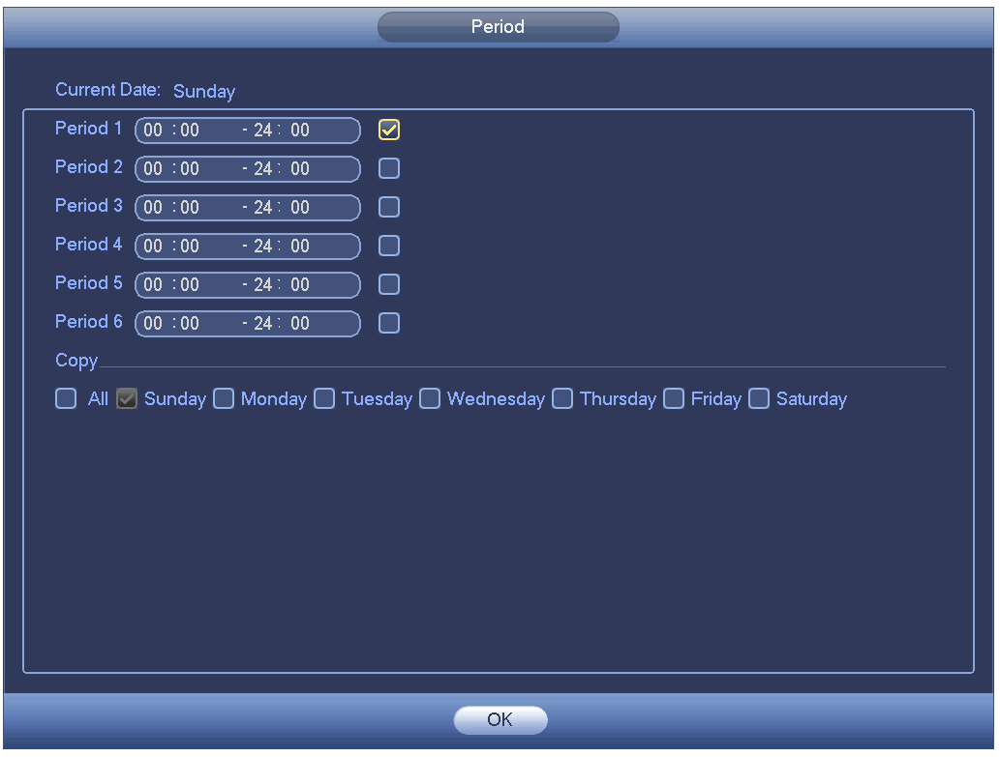 Period
Current Date: Sunday
Period 1 00 :00 - 24 : 00
Period 2 00 :00 - 24 : 00
Period 3 00 :00 - 24 : 00
Period 4 00 :00 - 24 : 00
Period 5 00 :00 - 24 : 00
Period 6 00 :00 - 24 : 00
Copy
All Sunday Monday Tuesday Wednesday Thursday Friday Saturday
OK